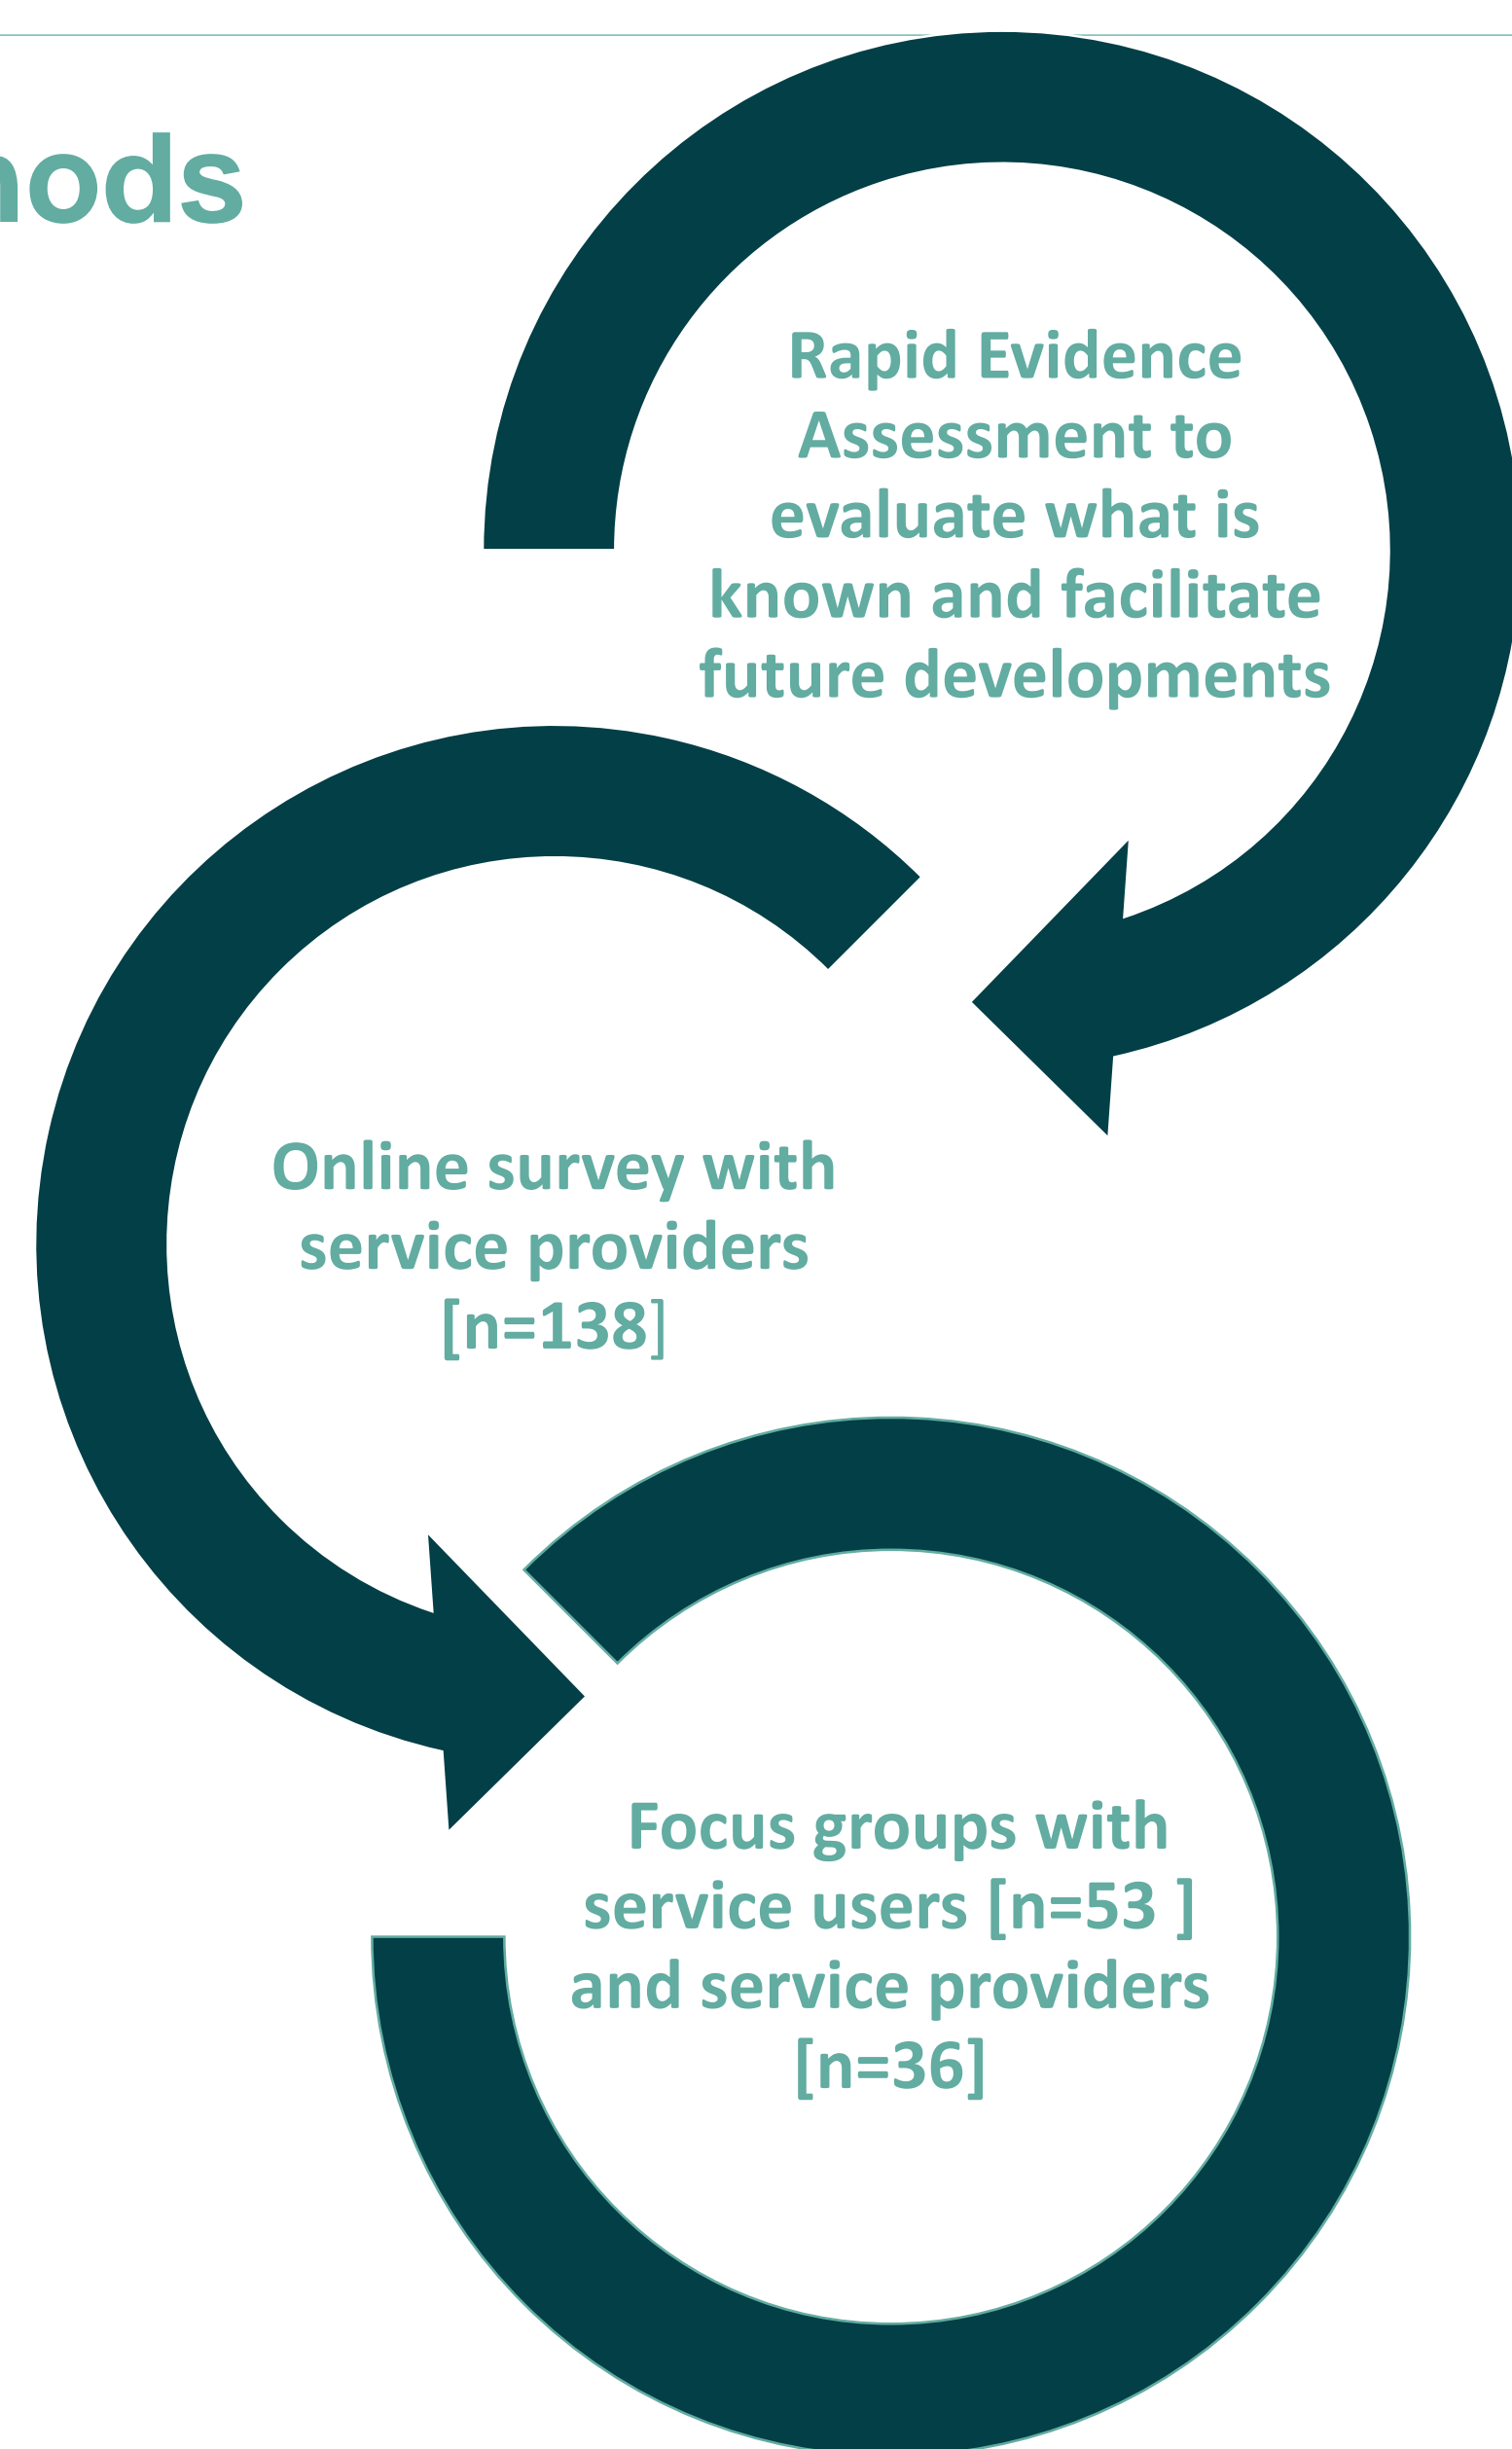 ods
Rapid Evidence
Assessment to
evaluate what is
known and facilitate
future developments
Online survey with
service providers
[n=138]
Focus groups with
service users [n=53 ]
and service providers
[n=36]